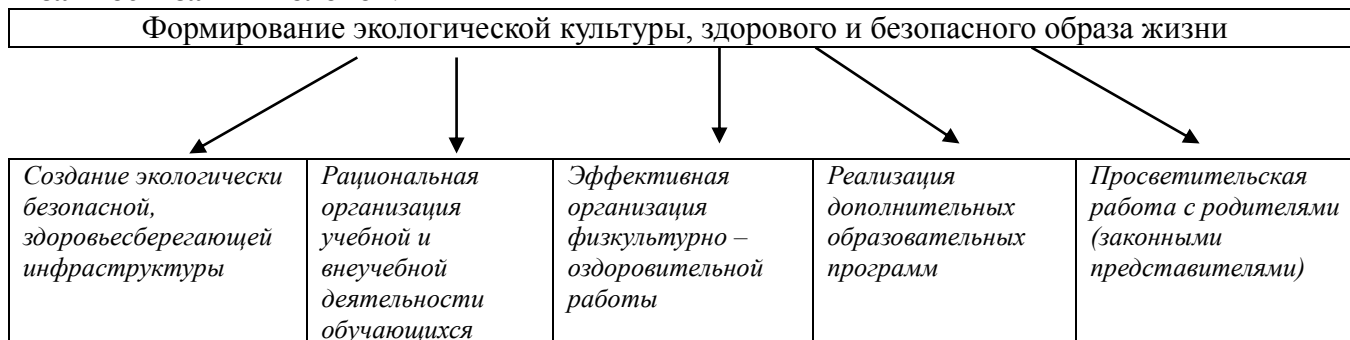 Формирование экологической культуры, здорового и безопасного образа жизни
Создание экологически
безопасной,
здоровьесберегающей
инфраструктуры
Рациональная
организация
учебной и
внеучебной
деятельности
обучающихся
Эффективная
организация
физкультурно –
оздоровительной
работы
Реализация
дополнительных
образовательных
программ
Просветительская
работа с родителями
(законными
представителями)